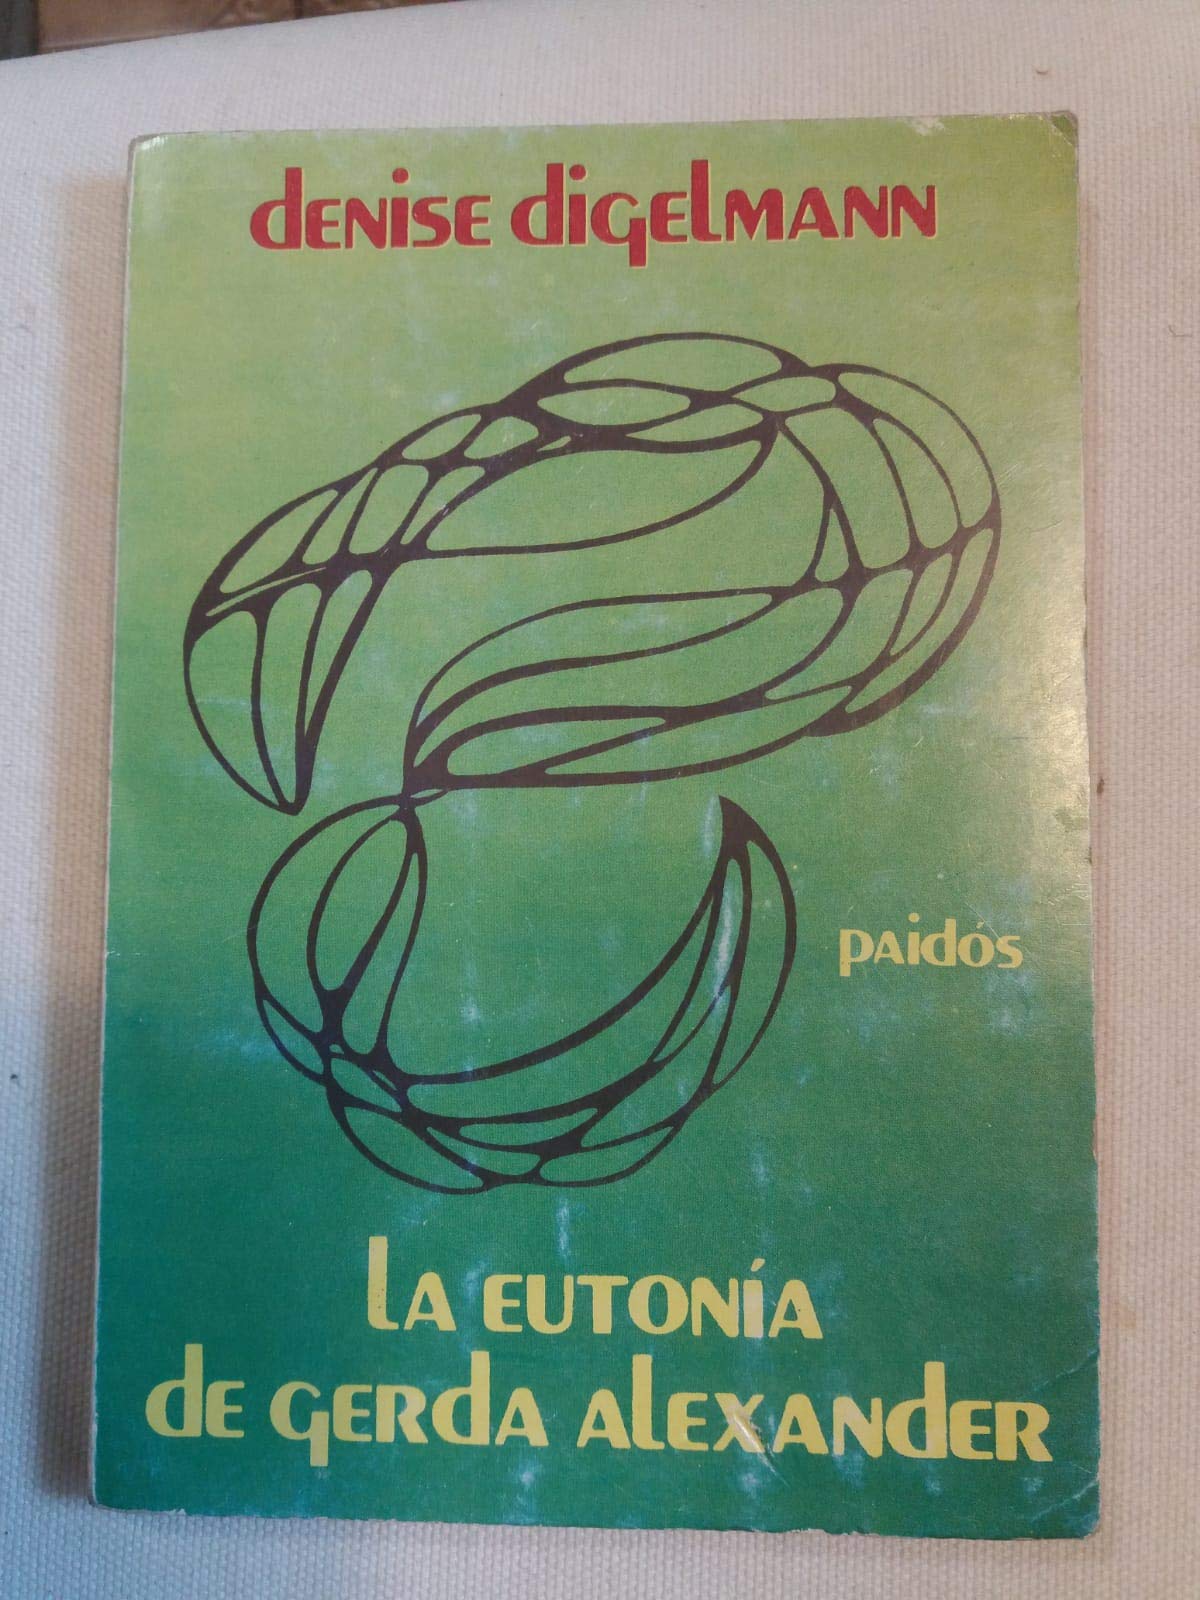 denise digelmann
paidós
La eutonía
de gerda alexander